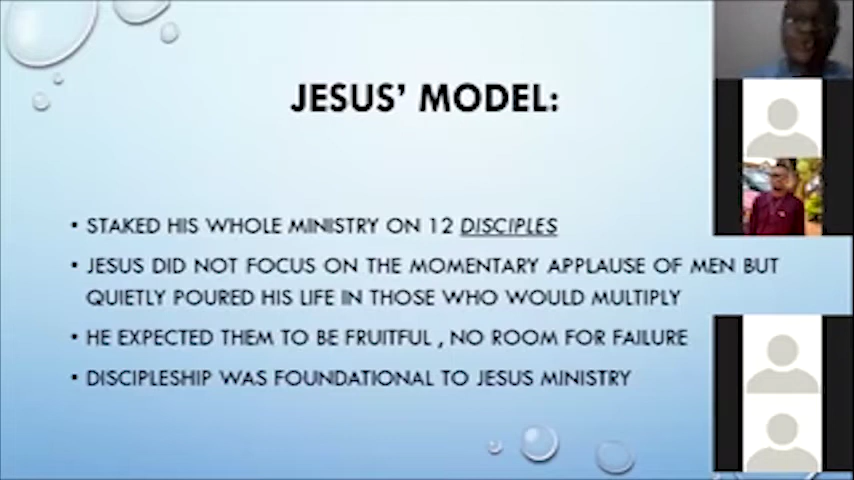 JESUS' MODEL:
• STAKED HIS WHOLE MINISTRY ON 12 DISCIPLES
• JESUS DID NOT FOCUS ON THE MOMENTARY APPLAUSE OF MEN BUT
QUIETLY POURED HIS LIFE IN THOSE WHO WOULD MULTIPLY
• HE EXPECTED THEM TO BE FRUITFUL , NO ROOM FOR FAILURE
• DISCIPLESHIP WAS FOUNDATIONAL TO JESUS MINISTRY